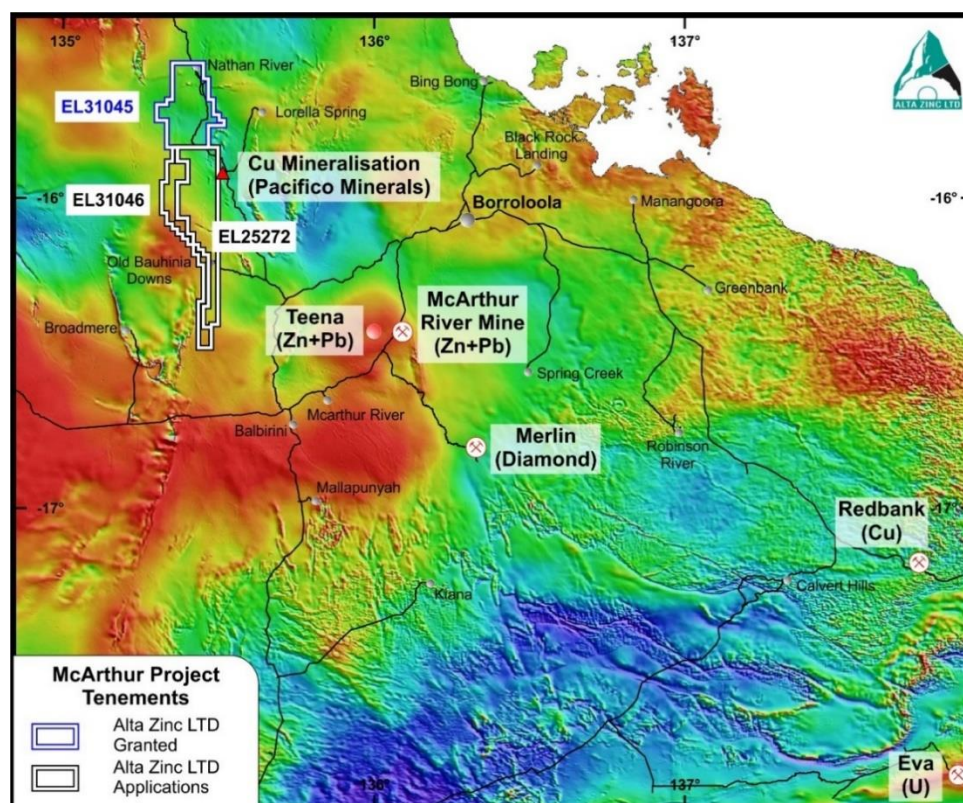 135
136
137
ALTA ZINC LTD
Nathan River
Bing Bong
EL31045
Lorella Spring
Black Rock
Landing
Cu Mineralisation
(Pacifico Minerals)
-16
-16°
EL31046
Manangoora
Borroloola
EL25272
Old Bauhinia
Downs
Greenbank
Teena
(Zn+Pb)
McArthur
River Mine
(Zn+Pb)
Broadmere
Spring Creek
Mcarthur River
Balbirini
Merlin
(Diamond)
Robinson
River
Mallapunyah
-17
-17°
Redbank
(Cu)
Kiana
Calvert Hills
McArthur Project
Tenements
Alta Zinc LTD
Granted
Alta Zinc LTD
Applications
Eva
(U)
136°
137°